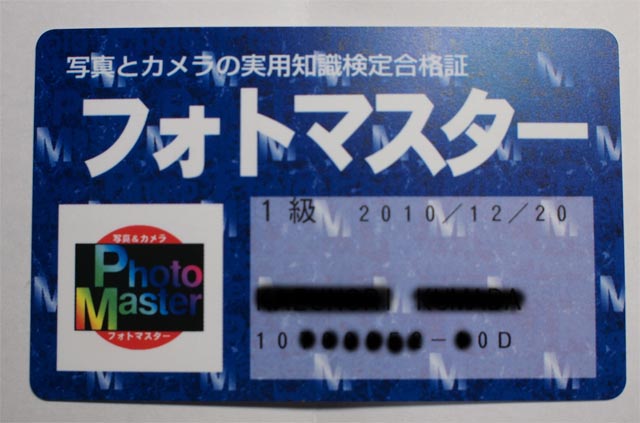 写真とカメラの実用知識検定合格証
フォトマスター
1級 2010/12/20
写真&カメラ
Photo
Master
フォトマスター
10 - 0D